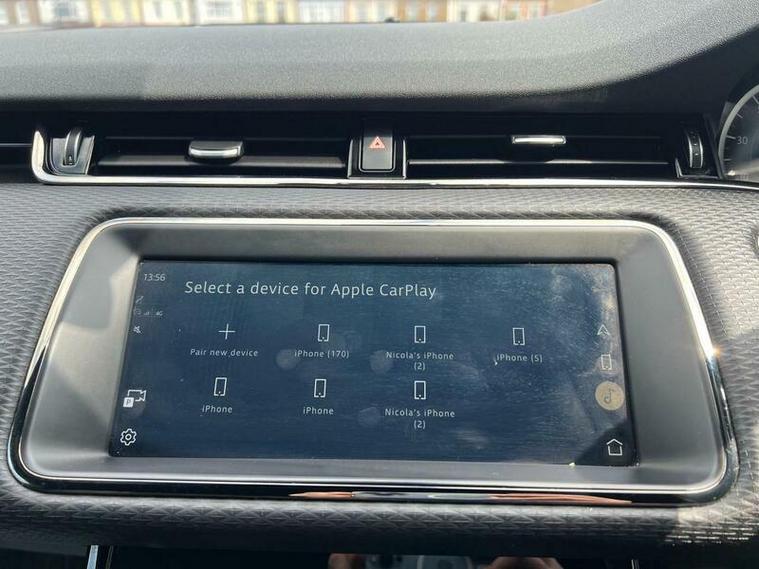 30
13:56
Select a device for Apple CarPlay
4G
Pair new device
iPhone (170)
Nicola's iPhone
(2)
iPhone (5)
iPhone
iPhone
Nicola's iPhone
(2)
P